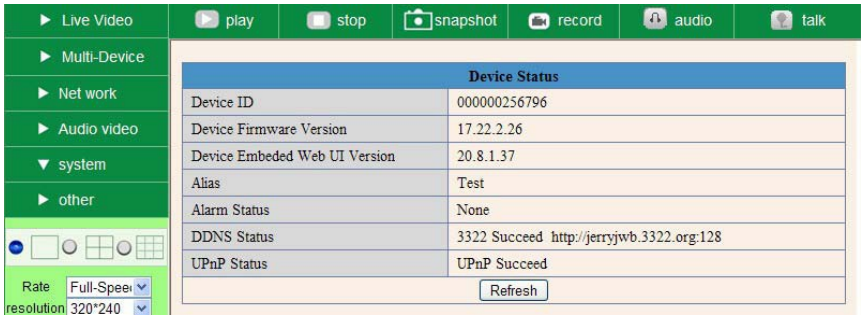 Live Video
play
stop
snapshot
record
audio
talk
Multi-Device
Net work
Audio video
system
other
Device Status
Device ID 000000256796
Device Firmware Version 17.22.2.26
Device Embeded Web UI Version 20.8.1.37
Alias Test
Alarm Status None
DDNS Status 3322 Succeed http://jerryjwb.3322.org:128
UPnP Status UPnP Succeed
Refresh
Rate Full-Speed
resolution 320*240